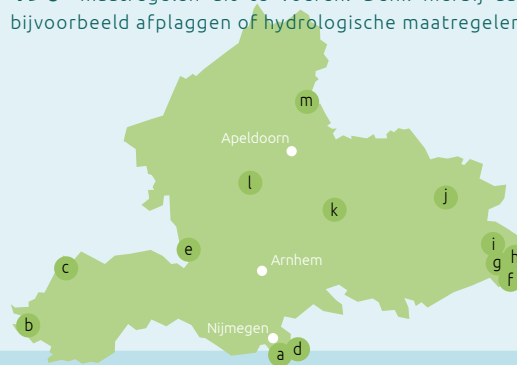 bijvoorbeeld afplaggen of hydrologische maatregelen
m
Apeldoorn
l
j
k
i
h
e
g
Arnhem
c
f
b
Nijmegen
d
a